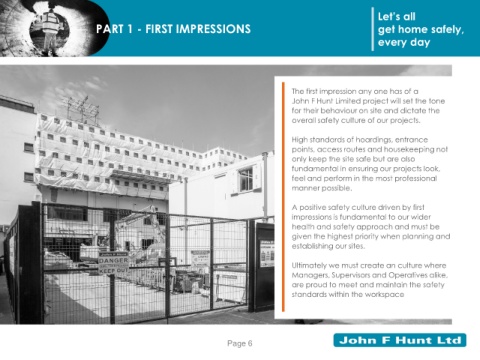 PART 1 - FIRST IMPRESSIONS
Let's all
get home safely,
every day
The first impression any one has of a
John F Hunt Limited project will set the tone
for their behaviour on site and dictate the
overall safety culture of our projects.
High standards of hoardings, entrance
points, access routes and housekeeping not
only keep the site safe but are also
fundamental in ensuring our projects look,
feel and perform in the most professional
manner possible.
A positive safety culture driven by first
impressions is fundamental to our wider
health and safety approach and must be
given the highest priority when planning and
establishing our sites.
Ultimately we must create an culture where
Managers, Supervisors and Operatives alike,
are proud to meet and maintain the safety
standards within the workspace
DANGER
KEEP OUT
Page 6
John F Hunt Ltd